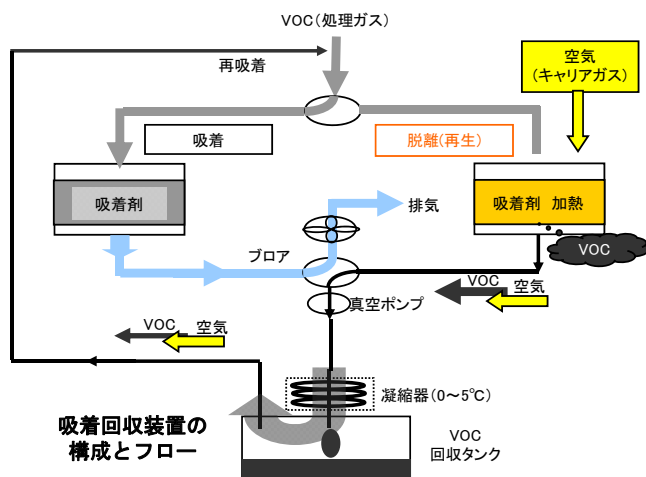 VOC(処理ガス)
再吸着
空気
(キャリアガス)
吸着
脱離(再生)
吸着剤
吸着剤 加熱
排気
VOC
ブロア
VOC
空気
真空ポンプ
VOC
空気
凝縮器(0~5℃)
吸着回収装置の
構成とフロー
VOC
回収タンク